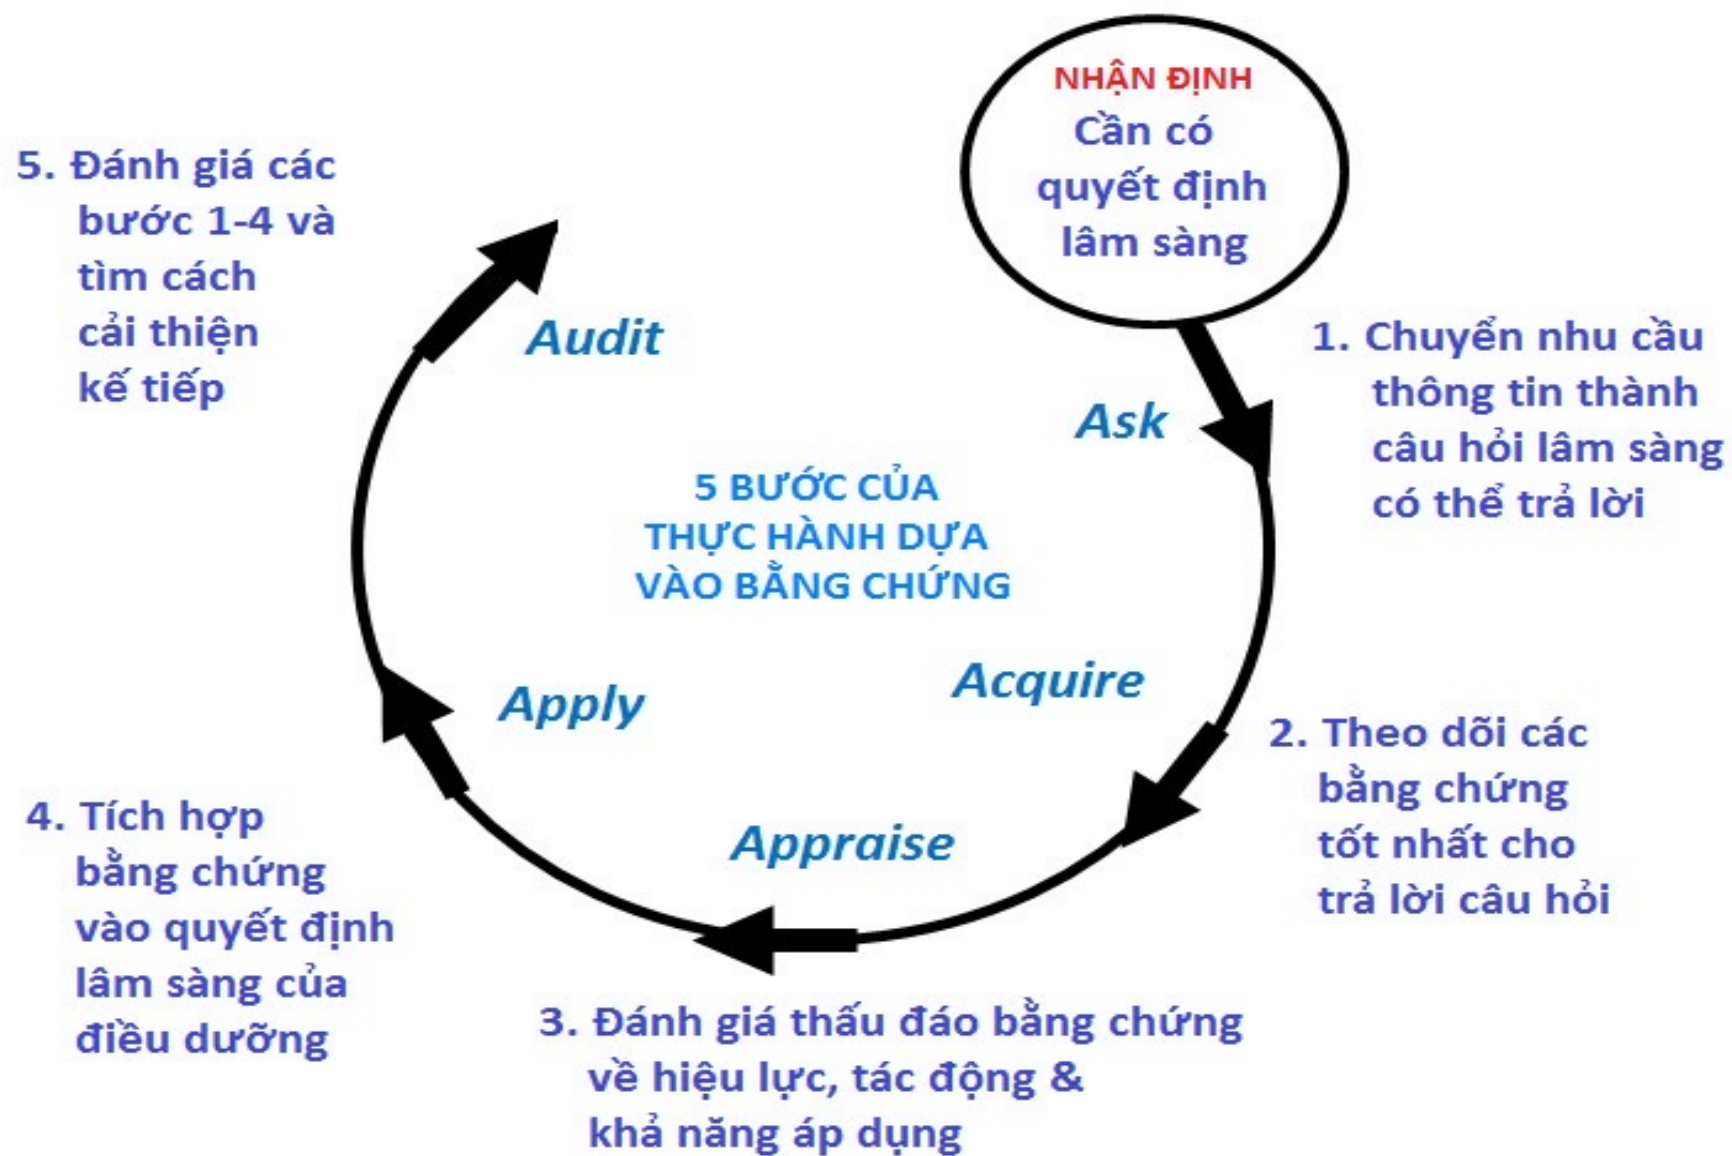 NHẬN ĐỊNH
Cần có
quyết định
lâm sàng
Ask
1. Chuyển nhu cầu
thông tin thành
câu hỏi lâm sàng
có thể trả lời
5 BƯỚC CỦA
THỰC HÀNH DỰA
VÀO BẰNG CHỨNG
Acquire
2. Theo dõi các
bằng chứng
tốt nhất cho
trả lời câu hỏi
Appraise
3. Đánh giá thấu đáo bằng chứng
về hiệu lực, tác động &
khả năng áp dụng
Apply
4. Tích hợp
bằng chứng
vào quyết định
lâm sàng của
điều dưỡng
Audit
5. Đánh giá các
bước 1-4 và
tìm cách
cải thiện
kế tiếp